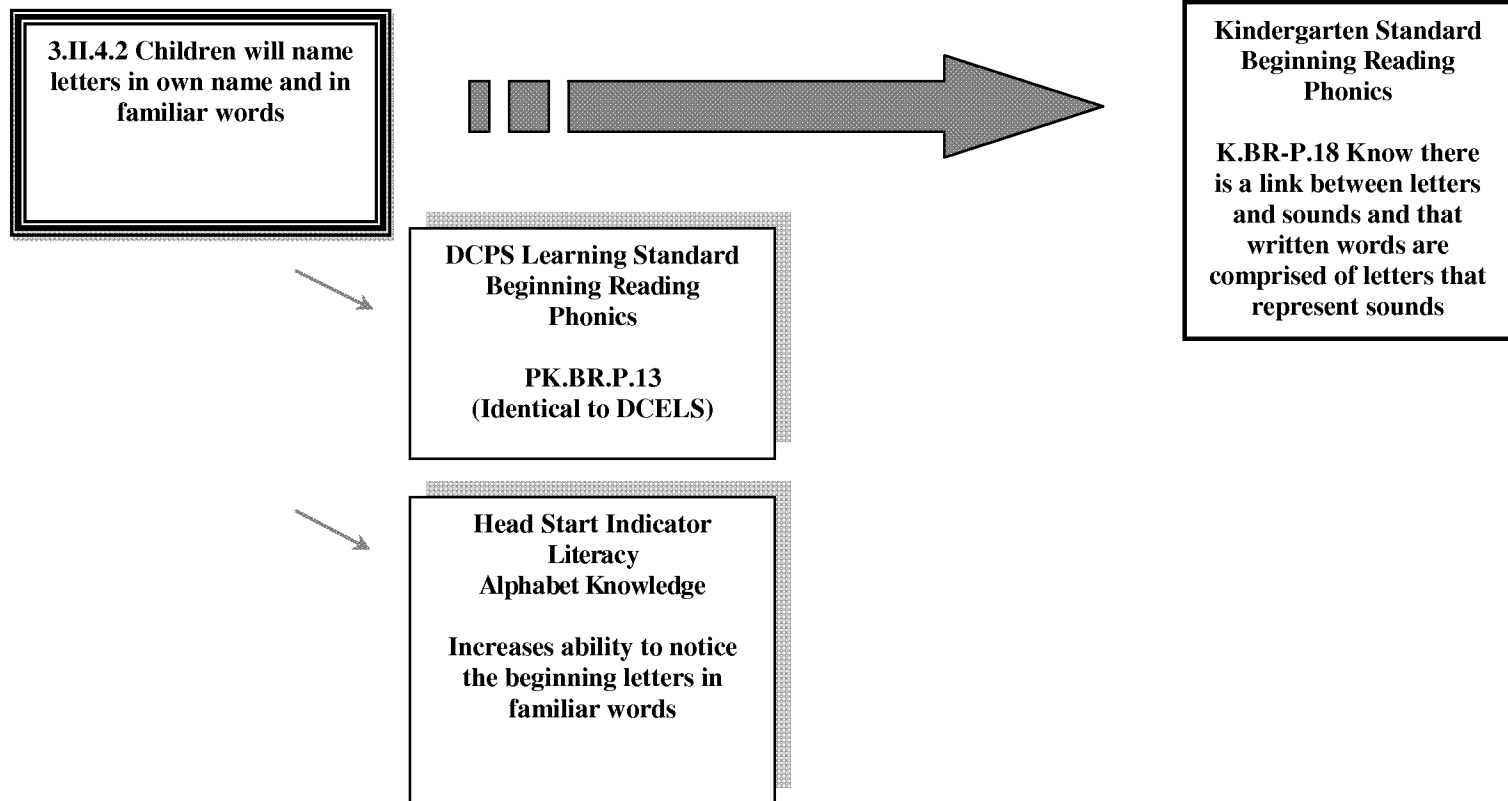 3.II.4.2 Children will name
letters in own name and in
familiar words
Kindergarten Standard
Beginning Reading
Phonics
K.BR-P.18 Know there
is a link between letters
and sounds and that
written words are
comprised of letters that
represent sounds
DCPS Learning Standard
Beginning Reading
Phonics
PK.BR.P.13
(Identical to DCELS)
Head Start Indicator
Literacy
Alphabet Knowledge
Increases ability to notice
the beginning letters in
familiar words